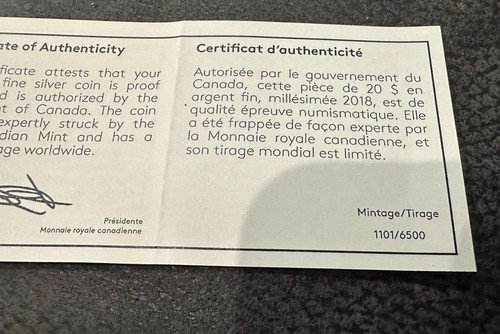 te of Authenticity
ficate attests that your
fine silver coin is proof
d is authorized by the
t of Canada. The coin
expertly struck by the
dian Mint and has a
age worldwide.
Présidente
Monnaie royale canadienne
Certificat d'authenticité
Autorisée par le gouvernement du
Canada, cette pièce de 20 $ en
argent fin, millésimée 2018, est de
qualité épreuve numismatique. Elle
a été frappée de façon experte par
la Monnaie royale canadienne, et
son tirage mondial est limité.
Mintage/Tirage
1101/6500